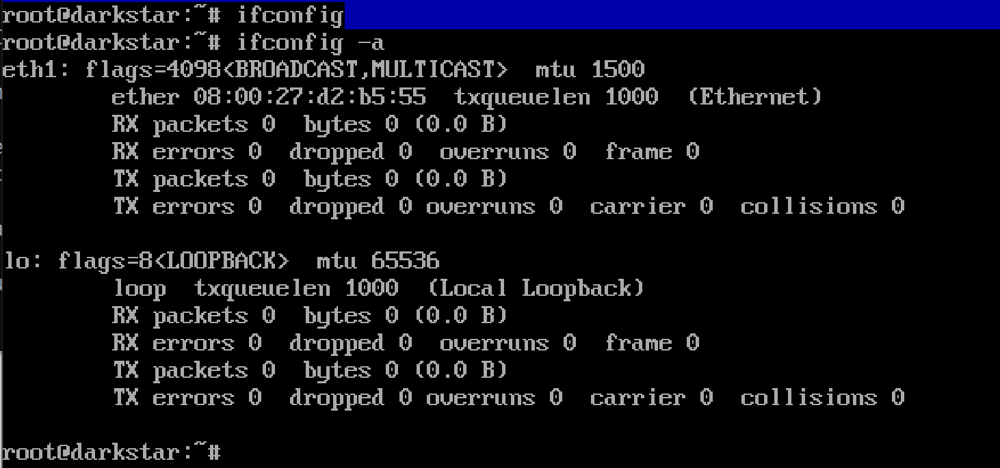 root@darkstar:~# ifconfig
root@darkstar:~# ifconfig -a
eth1: flags=4098<BROADCAST,MULTICAST>  mtu 1500
        ether 08:00:27:d2:b5:55  txqueuelen 1000  (Ethernet)
        RX packets 0  bytes 0 (0.0 B)
        RX errors 0  dropped 0  overruns 0  frame 0
        TX packets 0  bytes 0 (0.0 B)
        TX errors 0  dropped 0 overruns 0  carrier 0  collisions 0

lo: flags=8<LOOPBACK>  mtu 65536
        loop  txqueuelen 1000  (Local Loopback)
        RX packets 0  bytes 0 (0.0 B)
        RX errors 0  dropped 0  overruns 0  frame 0
        TX packets 0  bytes 0 (0.0 B)
        TX errors 0  dropped 0 overruns 0  carrier 0  collisions 0

root@darkstar:~#